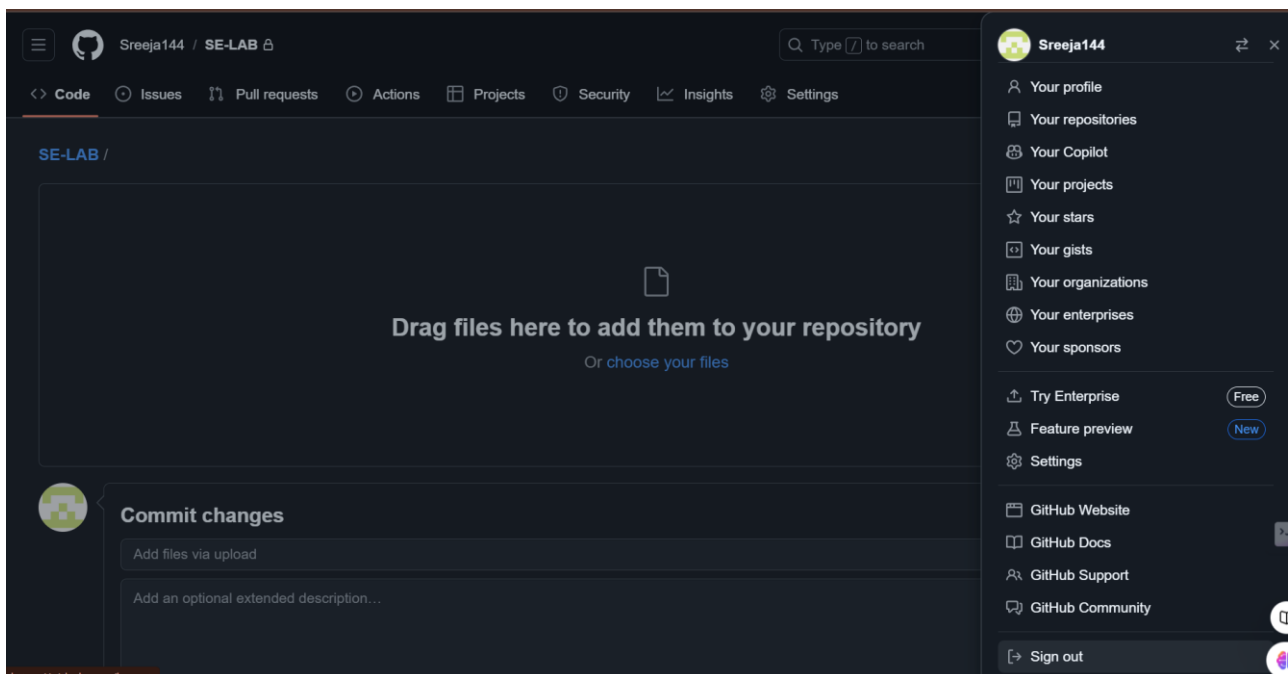 Sreeja144 / SE-LAB
Type / to search
Code Issues Pull requests Actions Projects Security Insights Settings
SE-LAB /
Drag files here to add them to your repository
Or choose your files
Commit changes
Add files via upload
Add an optional extended description…
Sreeja144
Your profile
Your repositories
Your Copilot
Your projects
Your stars
Your gists
Your organizations
Your enterprises
Your sponsors
Try Enterprise Free
Feature preview New
Settings
GitHub Website
GitHub Docs
GitHub Support
GitHub Community
Sign out